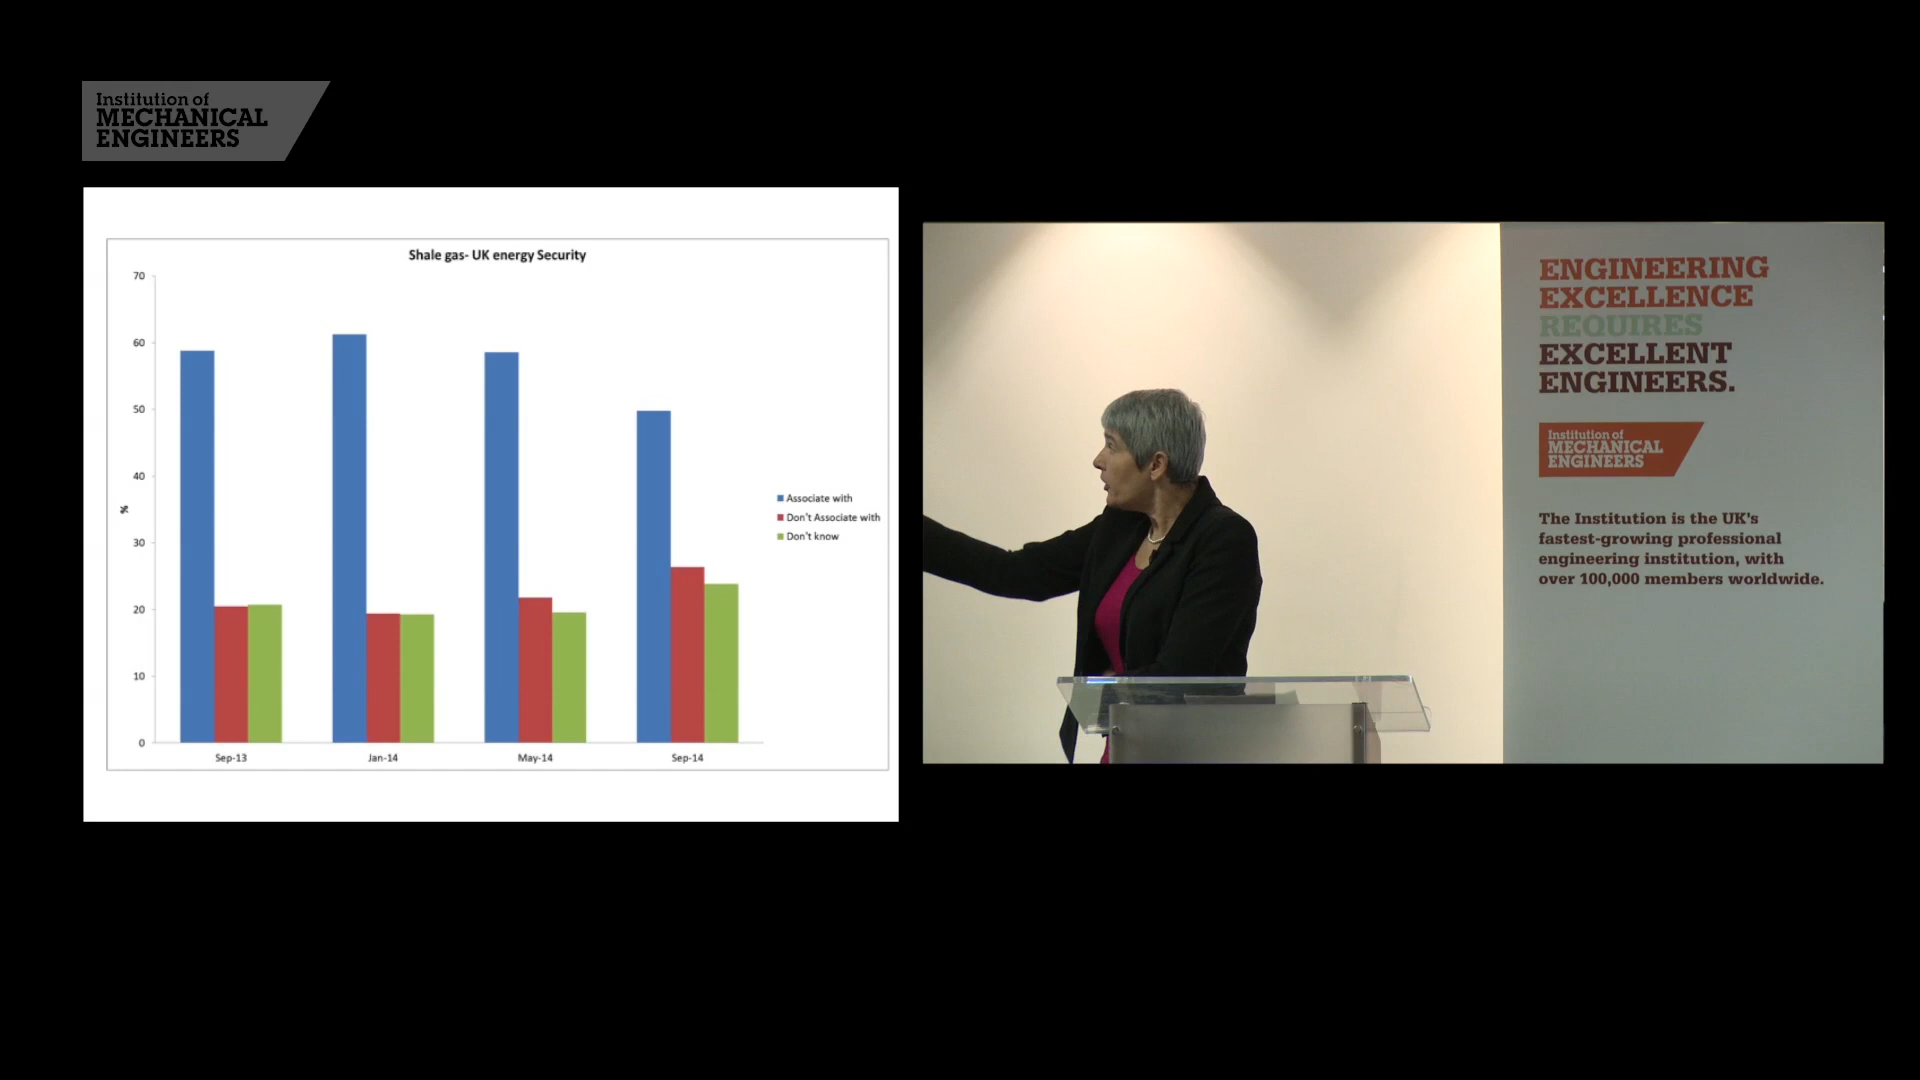 Institution of
MECHANICAL
ENGINEERS
Shale gas- UK energy Security
70
60
50
40
30
20
10
0
%
Sep-13
Jan-14
May-14
Sep-14
Associate with
Don't Associate with
Don't know
ENGINEERING
EXCELLENCE
REQUIRES
EXCELLENT
ENGINEERS.
Institution of
MECHANICAL
ENGINEERS
The Institution is the UK's
fastest-growing professional
engineering institution, with
over 100,000 members worldwide.